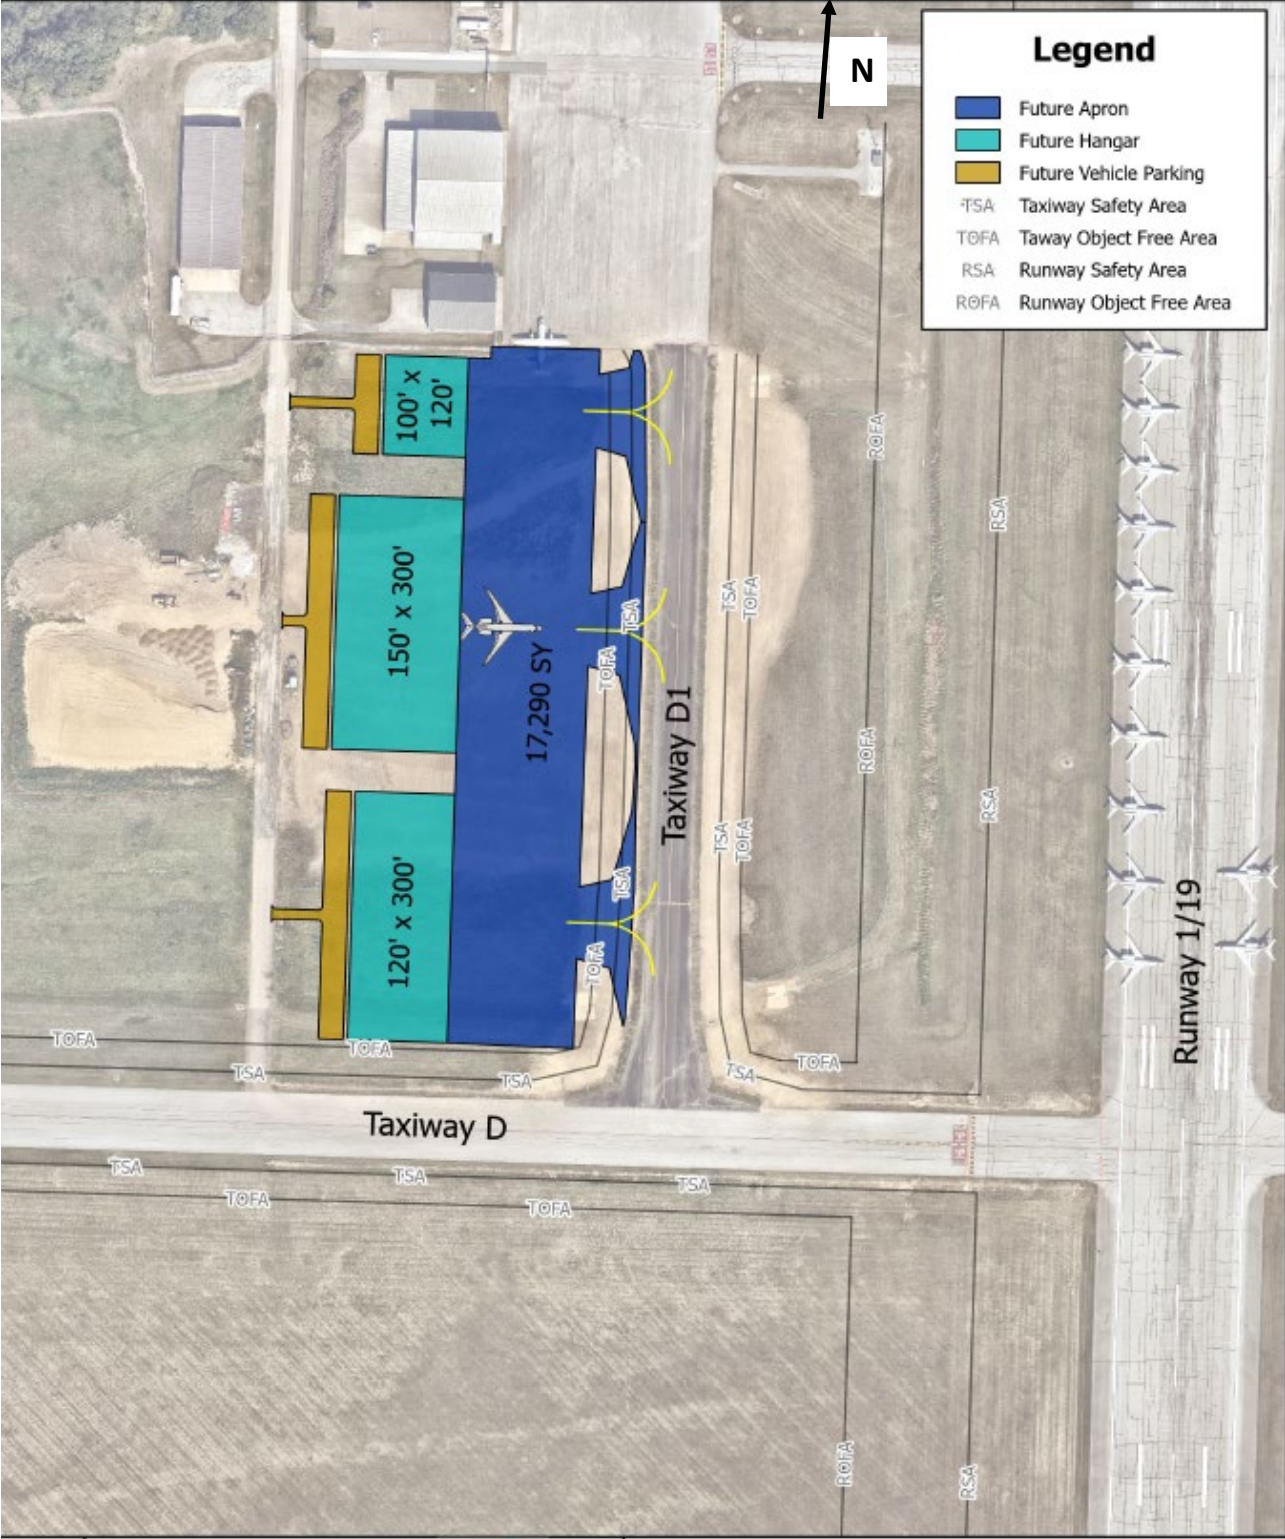 N
Legend
Future Apron
Future Hangar
Future Vehicle Parking
TSA Taxiway Safety Area
TOFA Taway Object Free Area
RSA Runway Safety Area
ROFA Runway Object Free Area
100' x
120'
ROFA
RSA
150' x 300'
TSA
TSA
TOFA
TOFA
17,290 SY
Taxiway D1
ROFA
RSA
TSA
TOFA
120' x 300'
TSA
TOFA
Runway 1/19
TOFA
TOFA
TSA
TSA
TSA
TOFA
Taxiway D
TSA
TSA
TSA
TOFA
TOFA
ROFA
RSA